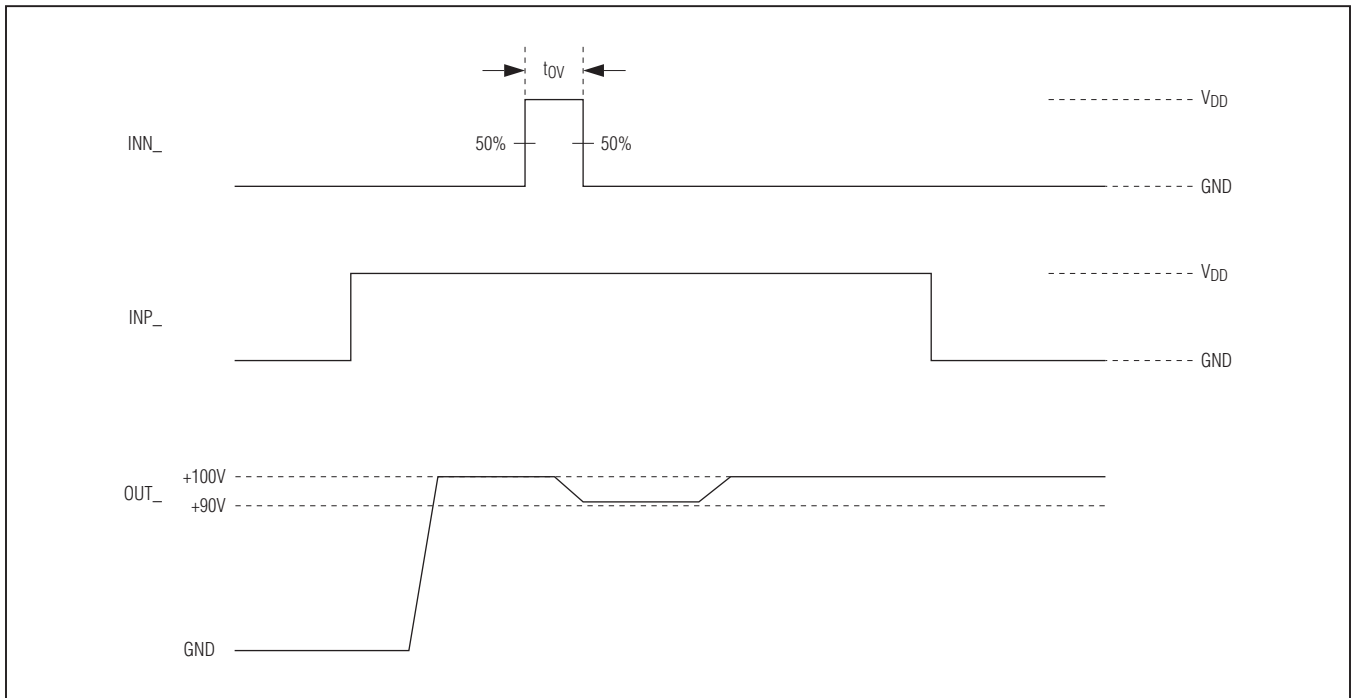 tOV
VDD
INN_
50%
50%
GND
VDD
INP_
GND
+100V
OUT_
+90V
GND